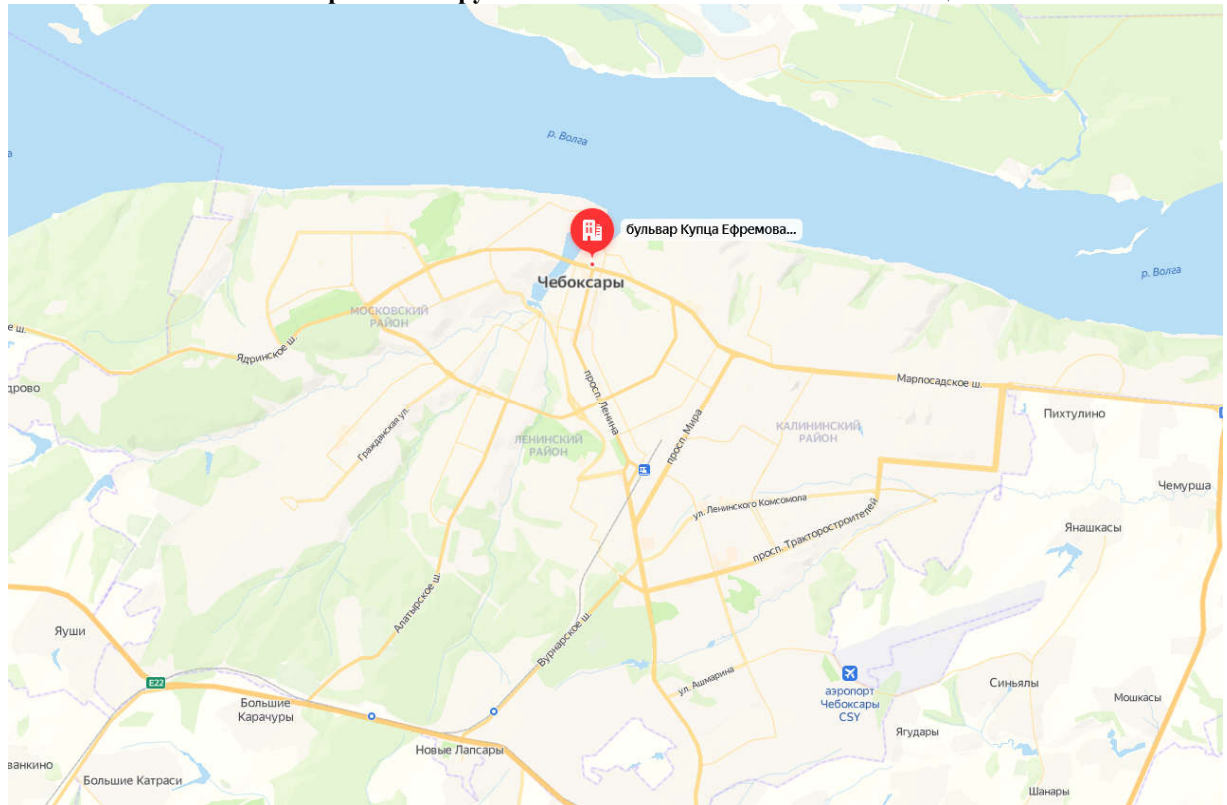 р. Волга
бульвар Купца Ефремова...
р. Волга
Чебоксары
МОСКОВСКИЙ
РАЙОН
ое ш.
Ядринское ш.
Марпосадское ш.
просп. Ленина
Пихтулино
Гражданская ул.
просп. Мира
ЛЕНИНСКИЙ
РАЙОН
КАЛИНИНСКИЙ
РАЙОН
Чемурша
ул. Ленинского Комсомола
Янашкасы
просп. Тракторостроителей
Алатырское ш.
Вурнарское ш.
Яуши
E22
ул. Ашмарина
аэропорт
Чебоксары
CSY
Синьялы
Мошкасы
Большие
Карачуры
Ягудары
Новые Лапсары
ванкино
Большие Катраси
Шанары